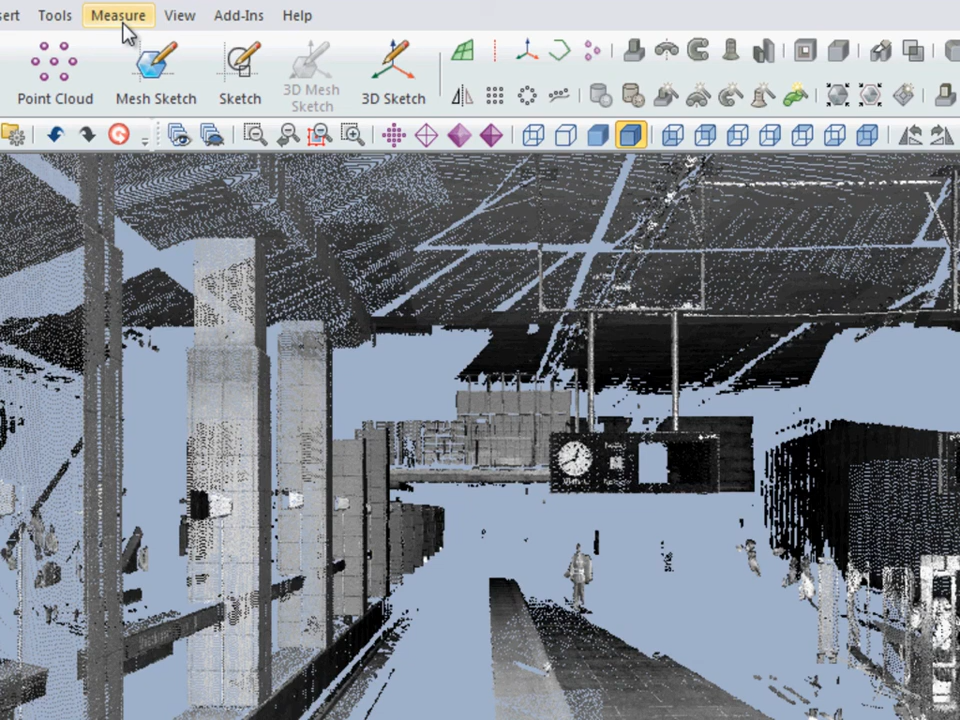 sert Tools Measure View Add-Ins Help
Point Cloud
Mesh Sketch
Sketch
3D Mesh
Sketch
3D Sketch